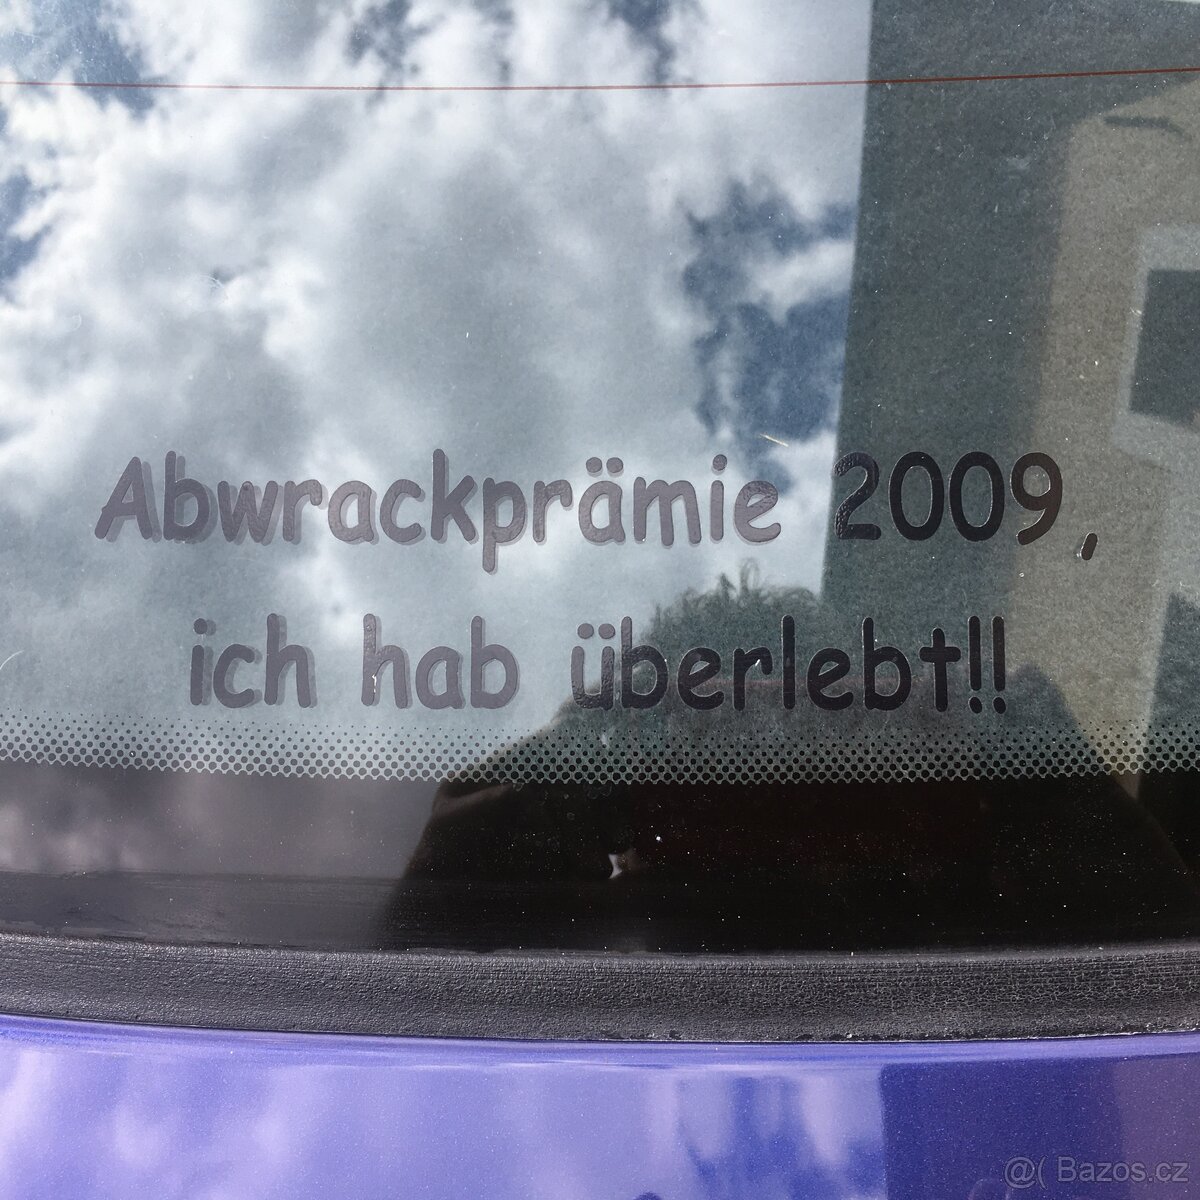 Abwrackprämie 2009,
ich hab überlebt!!
@( Bazos.cz